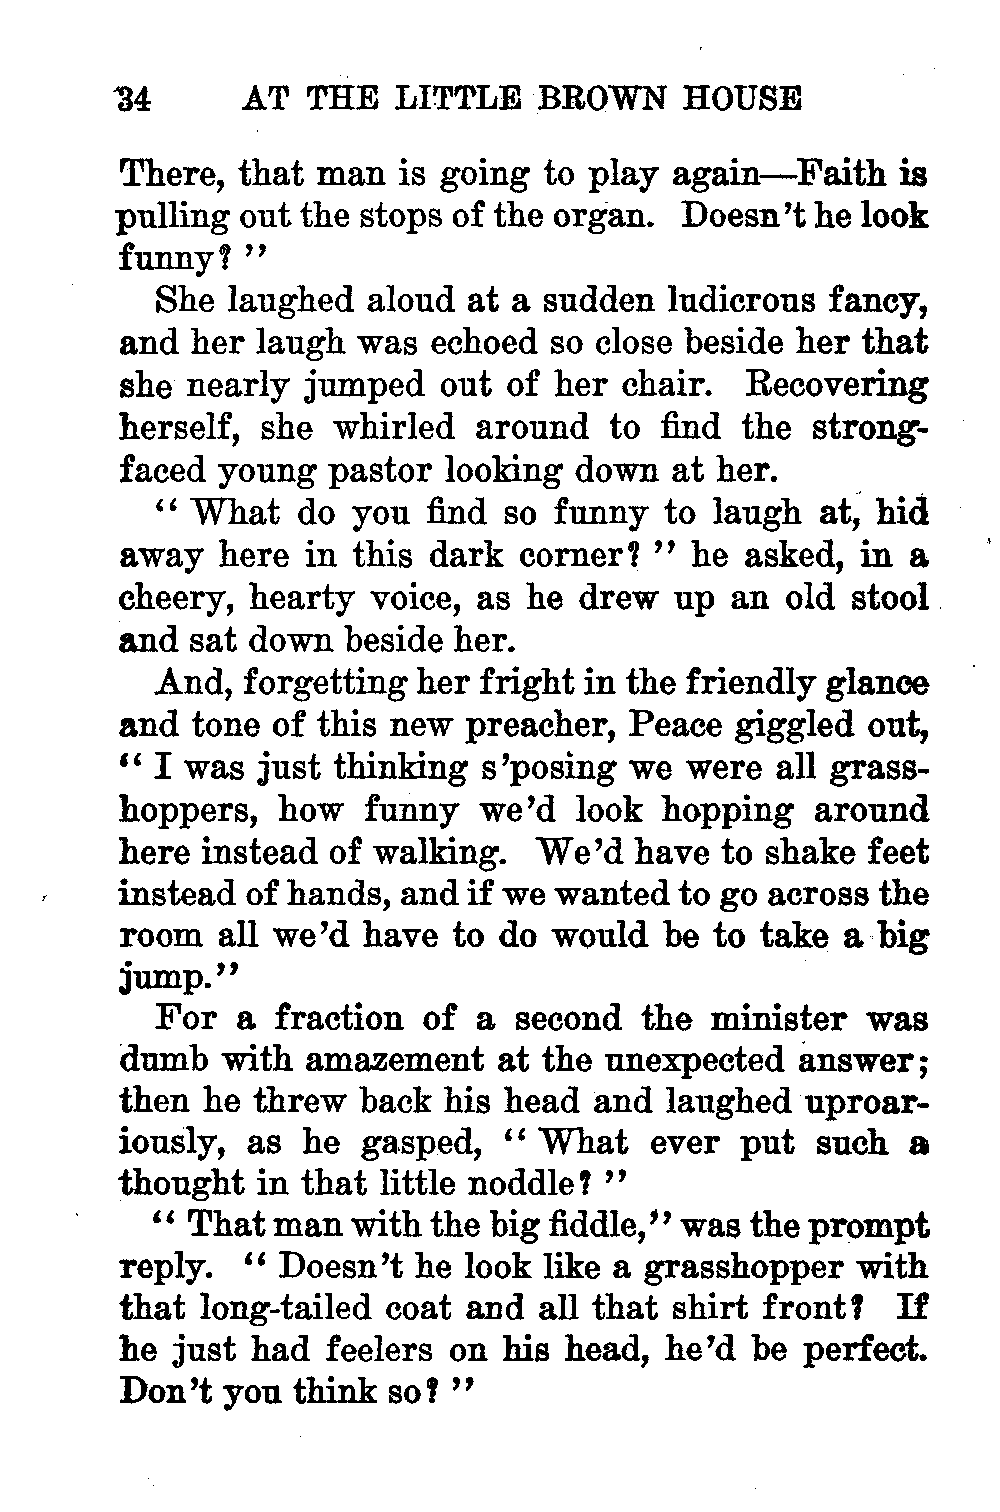 34 AT THE LITTLE BROWN HOUSE
There, that man is going to play again—Faith is
pulling out the stops of the organ. Doesn't he look
funny? "
She laughed aloud at a sudden ludicrous fancy,
and her laugh was echoed so close beside her that
she nearly jumped out of her chair. Recovering
herself, she whirled around to find the strong-
faced young pastor looking down at her.
" What do you find so funny to laugh at, hid
away here in this dark corner? " he asked, in a
cheery, hearty voice, as he drew up an old stool
and sat down beside her.
And, forgetting her fright in the friendly glance
and tone of this new preacher, Peace giggled out,
" I was just thinking s'posing we were all grass-
hoppers, how funny we'd look hopping around
here instead of walking. We'd have to shake feet
instead of hands, and if we wanted to go across the
room all we'd have to do would be to take a big
jump."
For a fraction of a second the minister was
dumb with amazement at the unexpected answer;
then he threw back his head and laughed uproar-
iously, as he gasped, " What ever put such a
thought in that little noddle? "
" That man with the big fiddle," was the prompt
reply. " Doesn't he look like a grasshopper with
that long-tailed coat and all that shirt front? If
he just had feelers on his head, he'd be perfect.
Don't you think so? "